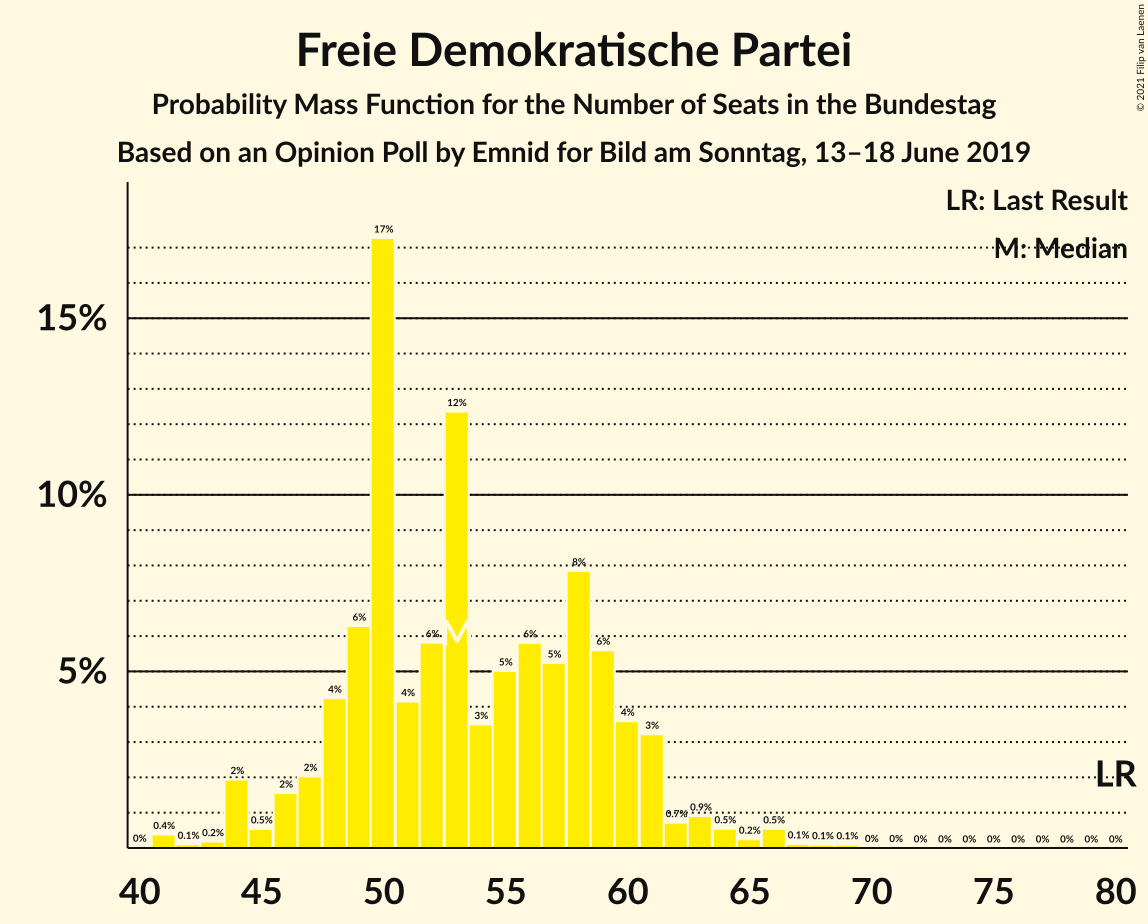 Freie Demokratische Partei
Probability Mass Function for the Number of Seats in the Bundestag
Based on an Opinion Poll by Emnid for Bild am Sonntag, 13–18 June 2019
© 2021 Filip van Laenen
LR: Last Result
M: Median
15%
10%
5%
0% 0.4% 0.1% 0.2% 2% 0.5% 2% 2% 4% 6% 17% 4% 6% 12% 3% 5% 6% 5% 8% 6% 4% 3% 0.7% 0.9% 0.5% 0.2% 0.5% 0.1% 0.1% 0.1% 0% 0% 0% 0% 0% 0% 0% 0% 0% 0% 0%
M
LR
40 45 50 55 60 65 70 75 80